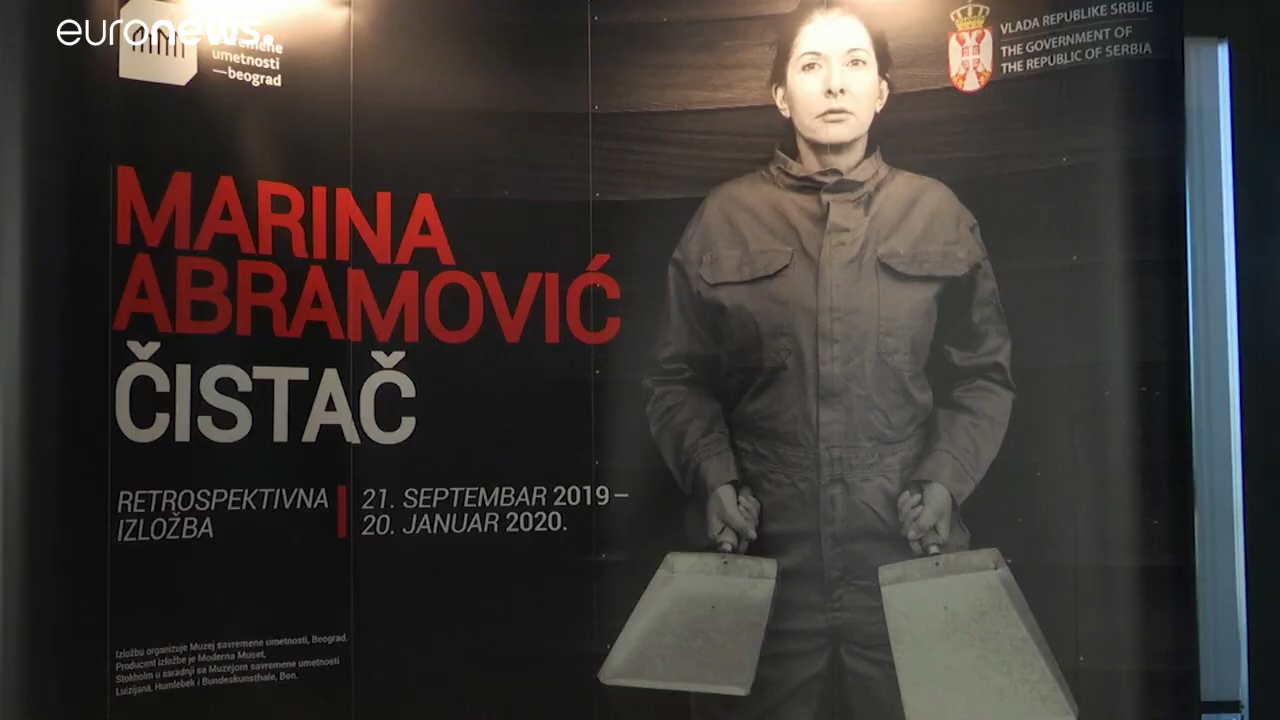 euronews.
umetnosti
—beograd
VLADA REPUBLIKE SRBIJE
THE GOVERNMENT OF
THE REPUBLIC OF SERBIA
MARINA
ABRAMOVIĆ
ČISTAČ
RETROSPEKTIVNA
IZLOŽBA
21. SEPTEMBAR 2019 –
20. JANUAR 2020.
Izložbu organizuje Muzej savremene umetnosti, Beograd,
Producent izložbe je Moderna Museet,
Stokholm u saradnji sa Muzejom savremene umetnosti
Luizijana, Humlebek i Bundeskunsthale, Bon.